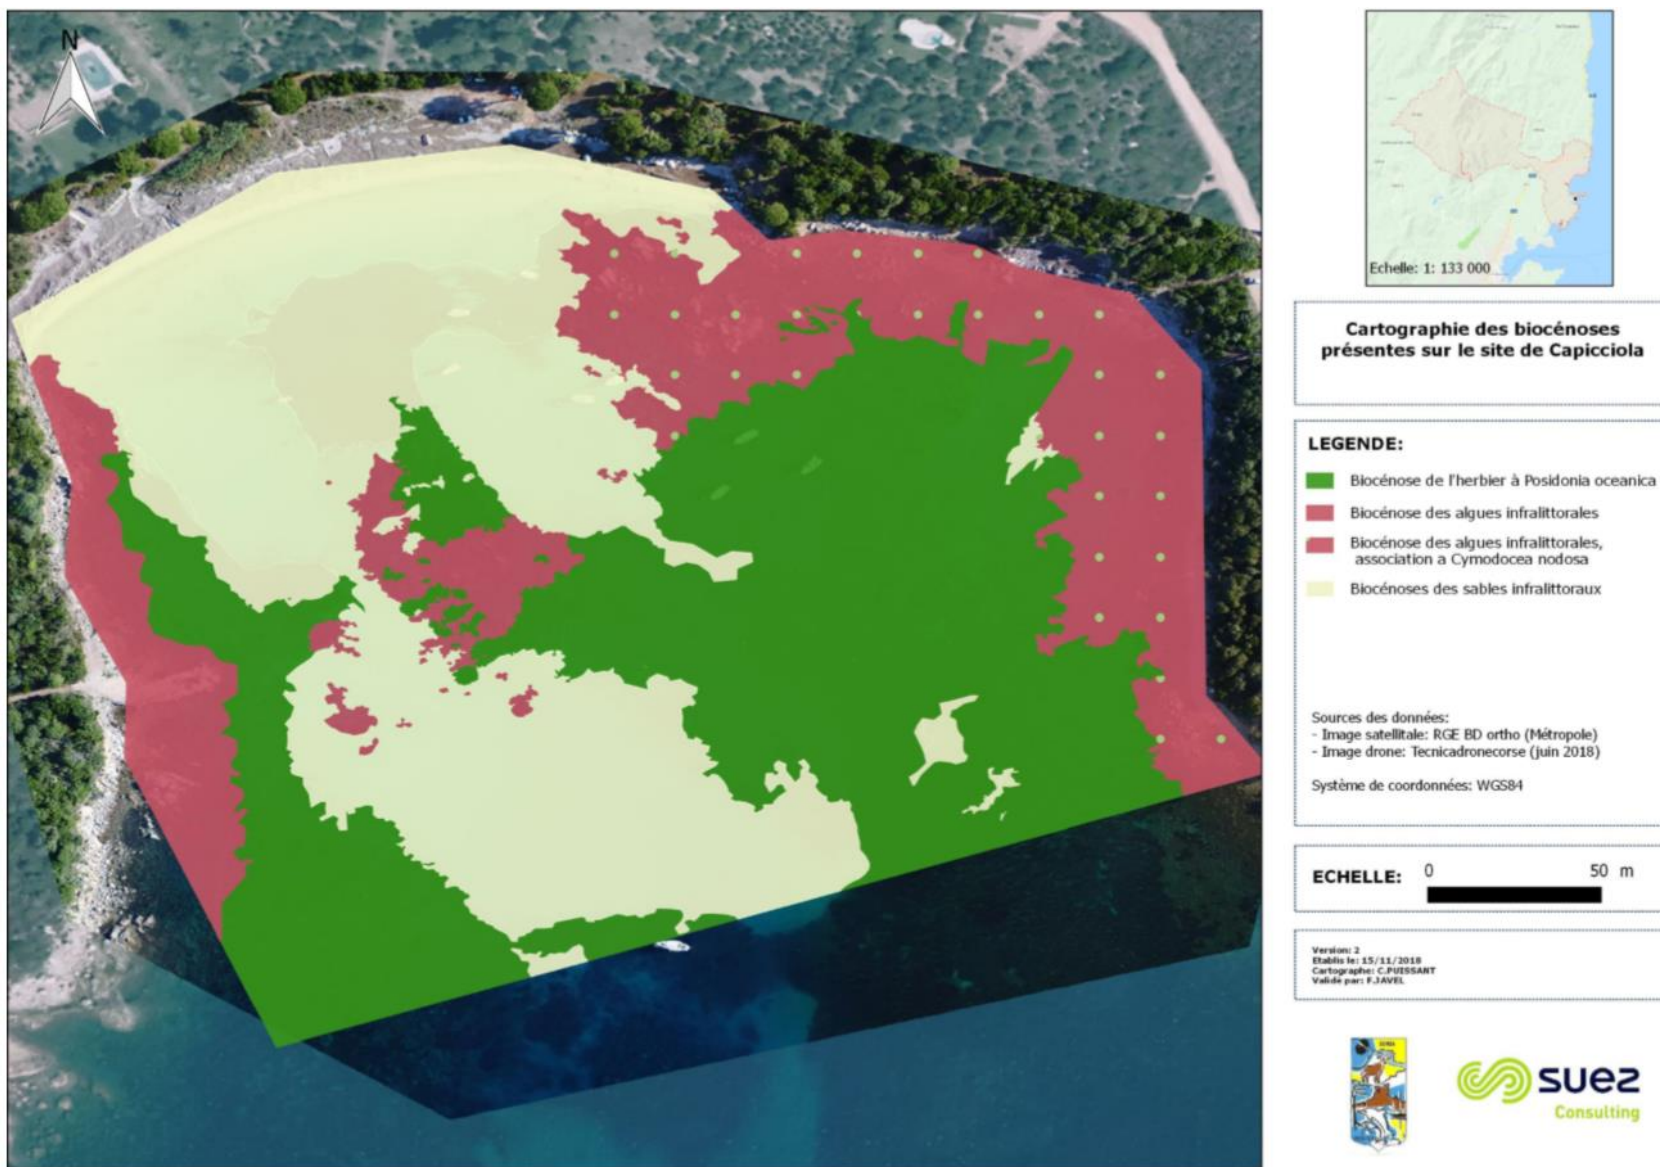 N
Echelle: 1: 133 000
Cartographie des biocénoses
présentes sur le site de Capicciola
LEGENDE:
Biocénose de l'herbier à Posidonia oceanica
Biocénose des algues infralittorales
Biocénose des algues infralittorales,
association a Cymodocea nodosa
Biocénoses des sables infralittoraux
Sources des données:
- Image satellitale: RGE BD ortho (Métropole)
- Image drone: Tecnicadronecorse (juin 2018)
Système de coordonnées: WGS84
ECHELLE: 0 50 m
Version: 2
Etablis le: 15/11/2018
Cartographe: C.PUISSANT
Validé par: F.JAVEL
suez
Consulting